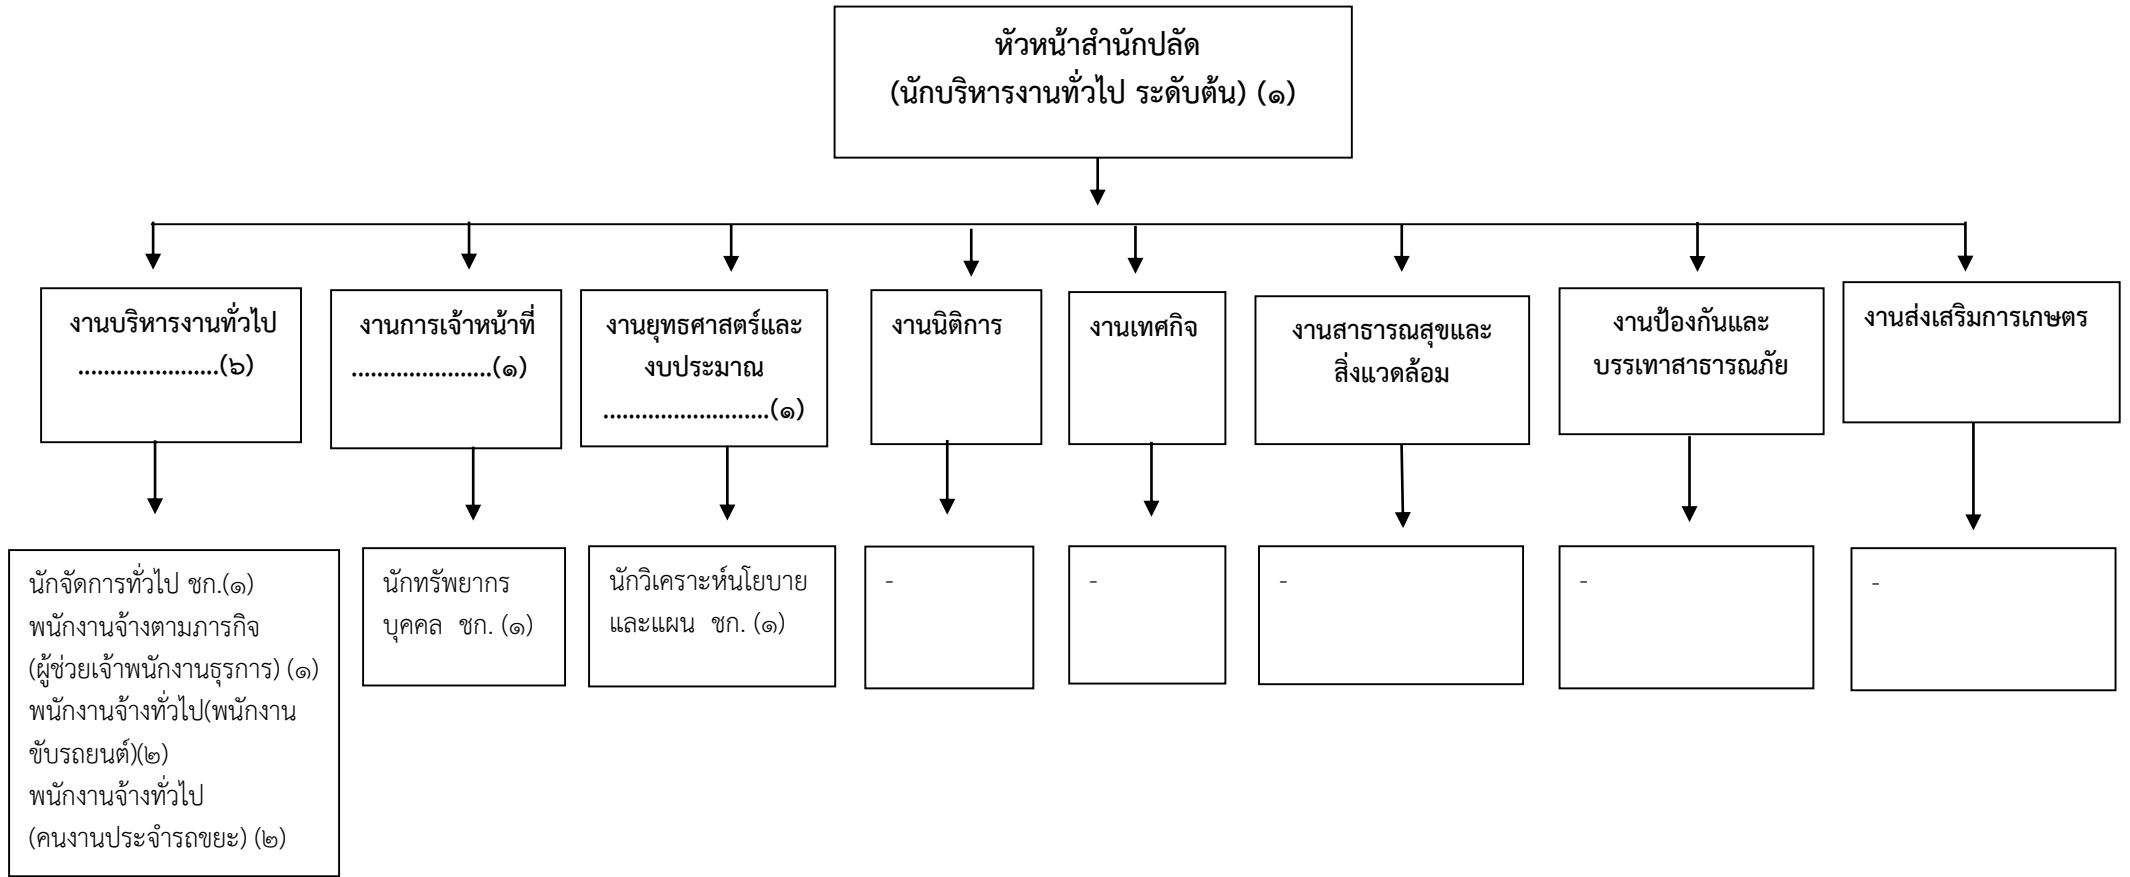 หัวหน้าสำนักปลัด
(นักบริหารงานทั่วไป ระดับต้น) (๑)
งานบริหารงานทั่วไป
......................(๖)
งานการเจ้าหน้าที่
......................(๑)
งานยุทธศาสตร์และ
งบประมาณ
..........................(๑)
งานนิติการ
งานเทศกิจ
งานสาธารณสุขและ
สิ่งแวดล้อม
งานป้องกันและ
บรรเทาสาธารณภัย
งานส่งเสริมการเกษตร
นักจัดการทั่วไป ชก.(๑)
พนักงานจ้างตามภารกิจ
(ผู้ช่วยเจ้าพนักงานธุรการ) (๑)
พนักงานจ้างทั่วไป(พนักงาน
ขับรถยนต์)(๒)
พนักงานจ้างทั่วไป
(คนงานประจำรถขยะ) (๒)
นักทรัพยากร
บุคคล ชก. (๑)
นักวิเคราะห์นโยบาย
และแผน ชก. (๑)
-
-
-
-
-